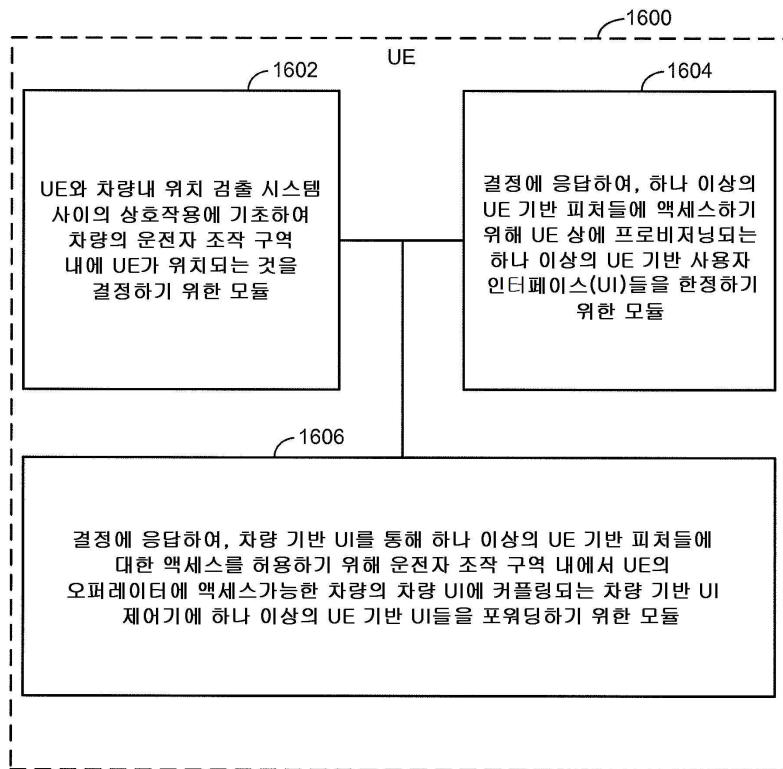 1600
UE
1602
UE와 차량내 위치 검출 시스템
사이의 상호작용에 기초하여
차량의 운전자 조작 구역
내에 UE가 위치되는 것을
결정하기 위한 모듈
1604
결정에 응답하여, 하나 이상의
UE 기반 피처들에 액세스하기
위해 UE 상에 프로비저닝되는
하나 이상의 UE 기반 사용자
인터페이스(UI)들을 한정하기
위한 모듈
1606
결정에 응답하여, 차량 기반 UI를 통해 하나 이상의 UE 기반 피처들에
대한 액세스를 허용하기 위해 운전자 조작 구역 내에서 UE의
오퍼레이터에 액세스가능한 차량의 차량 UI에 커플링되는 차량 기반 UI
제어기에 하나 이상의 UE 기반 UI들을 포워딩하기 위한 모듈